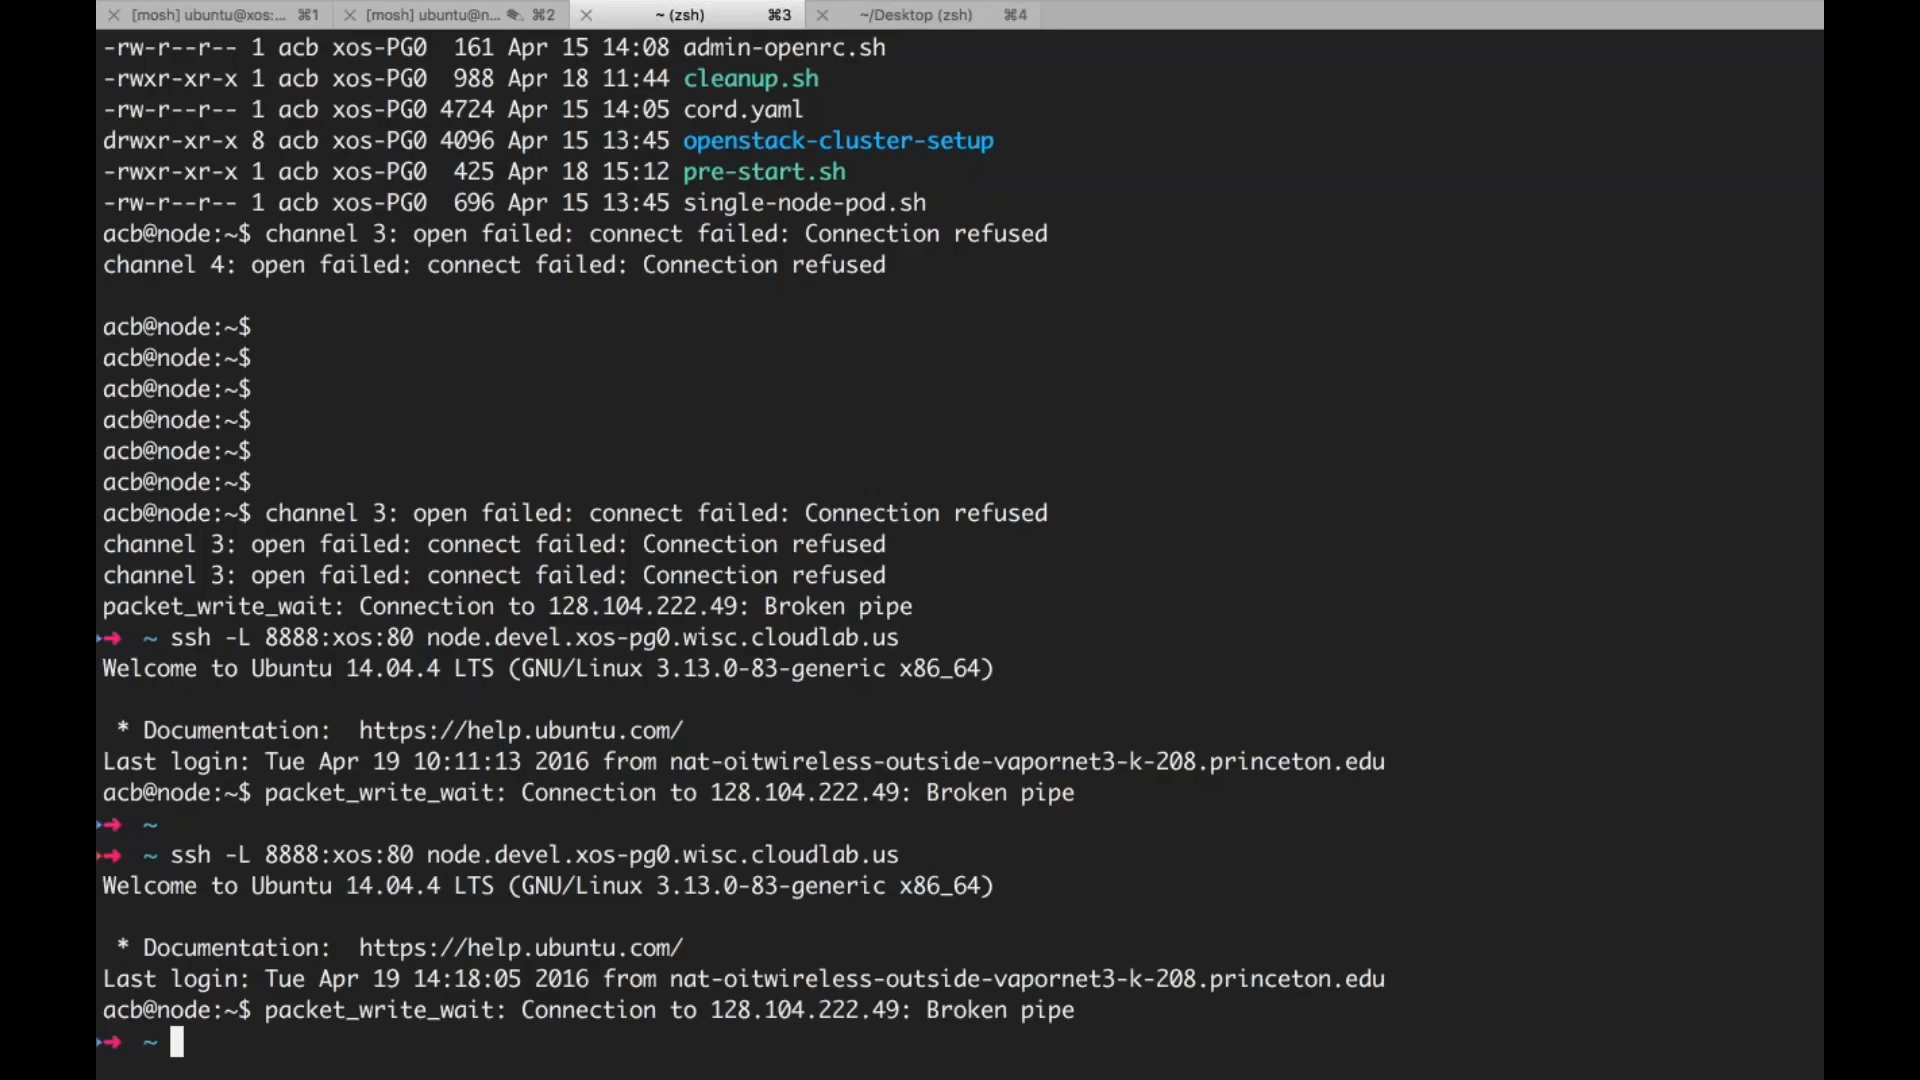 [mosh] ubuntu@xos:... ⌘1 [mosh] ubuntu@n... ⌘2 ~ (zsh) ⌘3 ~/Desktop (zsh) ⌘4
-rw-r--r-- 1 acb xos-PG0  161 Apr 15 14:08 admin-openrc.sh
-rwxr-xr-x 1 acb xos-PG0  988 Apr 18 11:44 cleanup.sh
-rw-r--r-- 1 acb xos-PG0 4724 Apr 15 14:05 cord.yaml
drwxr-xr-x 8 acb xos-PG0 4096 Apr 15 13:45 openstack-cluster-setup
-rwxr-xr-x 1 acb xos-PG0  425 Apr 18 15:12 pre-start.sh
-rw-r--r-- 1 acb xos-PG0  696 Apr 15 13:45 single-node-pod.sh
acb@node:~$ channel 3: open failed: connect failed: Connection refused
channel 4: open failed: connect failed: Connection refused
acb@node:~$
acb@node:~$
acb@node:~$
acb@node:~$
acb@node:~$
acb@node:~$
acb@node:~$ channel 3: open failed: connect failed: Connection refused
channel 3: open failed: connect failed: Connection refused
channel 3: open failed: connect failed: Connection refused
packet_write_wait: Connection to 128.104.222.49: Broken pipe
➜ ~ ssh -L 8888:xos:80 node.devel.xos-pg0.wisc.cloudlab.us
Welcome to Ubuntu 14.04.4 LTS (GNU/Linux 3.13.0-83-generic x86_64)
* Documentation:  https://help.ubuntu.com/
Last login: Tue Apr 19 10:11:13 2016 from nat-oitwireless-outside-vapornet3-k-208.princeton.edu
acb@node:~$ packet_write_wait: Connection to 128.104.222.49: Broken pipe
➜ ~
➜ ~ ssh -L 8888:xos:80 node.devel.xos-pg0.wisc.cloudlab.us
Welcome to Ubuntu 14.04.4 LTS (GNU/Linux 3.13.0-83-generic x86_64)
* Documentation:  https://help.ubuntu.com/
Last login: Tue Apr 19 14:18:05 2016 from nat-oitwireless-outside-vapornet3-k-208.princeton.edu
acb@node:~$ packet_write_wait: Connection to 128.104.222.49: Broken pipe
➜ ~